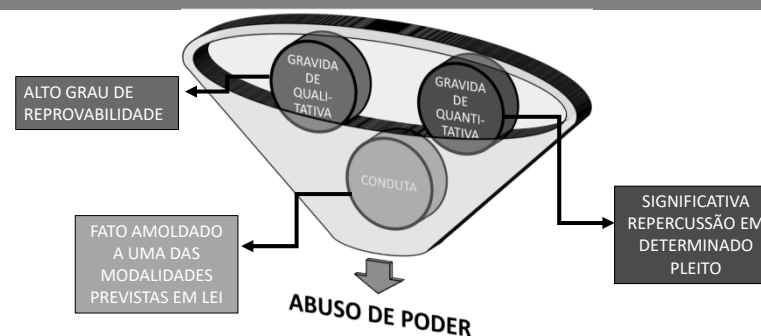 GRAVIDA
DE
QUALI-
TATIVA
GRAVIDA
DE
QUANTI-
TATIVA
ALTO GRAU DE
REPROVABILIDADE
CONDUTA
SIGNIFICATIVA
REPERCUSSÃO EM
DETERMINADO
PLEITO
FATO AMOLDADO
A UMA DAS
MODALIDADES
PREVISTAS EM LEI
ABUSO DE PODER